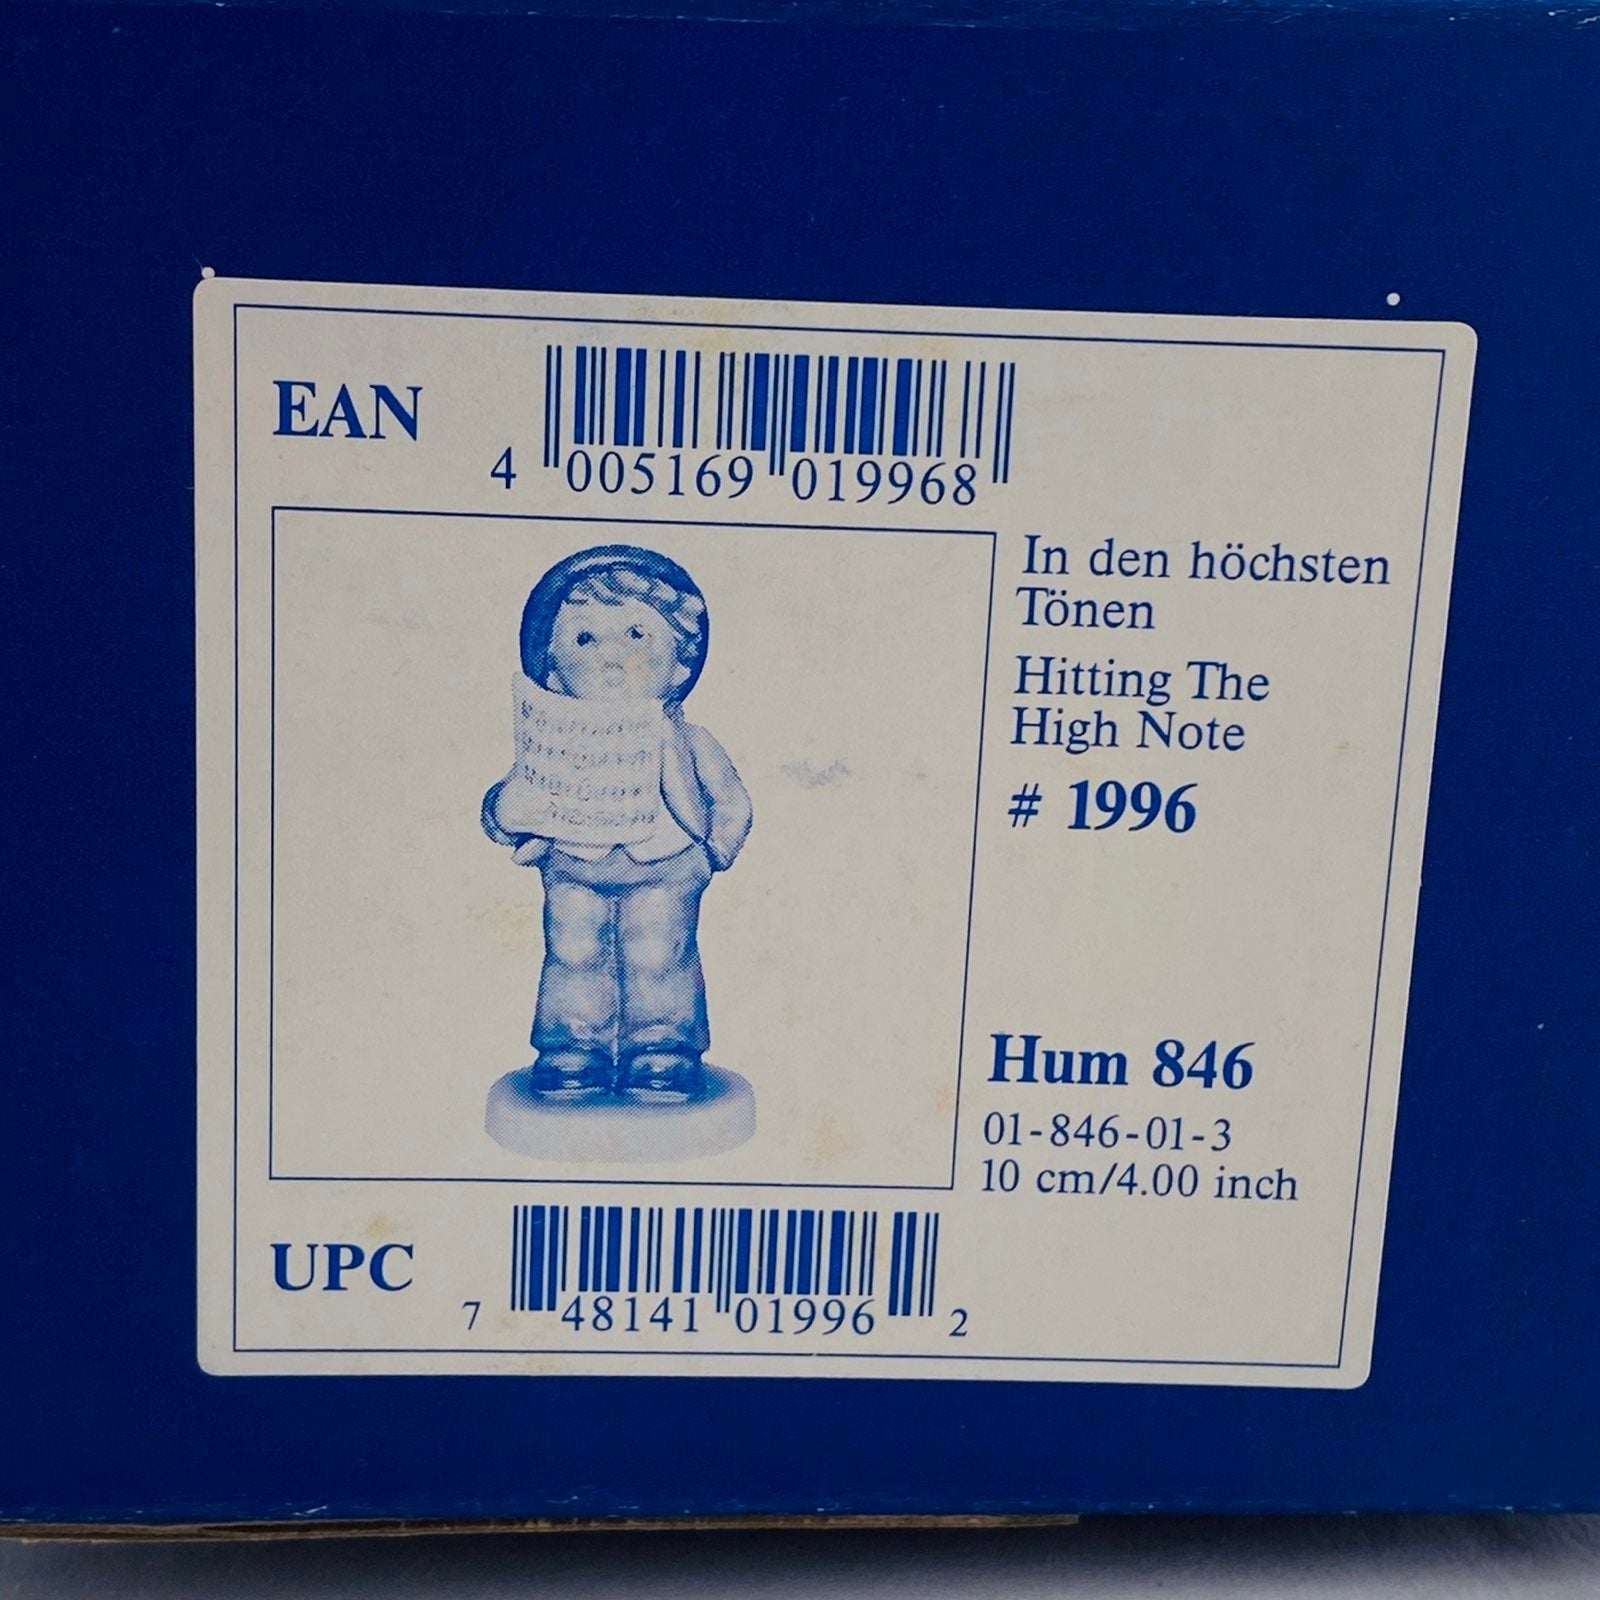 EAN
4 005169 019968
In den höchsten
Tönen
Hitting The
High Note
# 1996
Hum 846
01-846-01-3
10 cm/4.00 inch
UPC
7 48141 01996 2